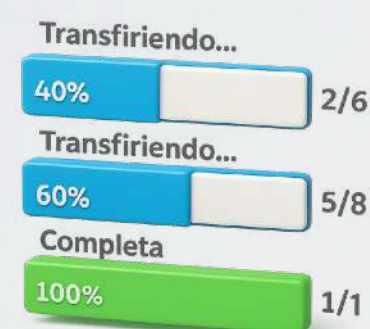 Transfiriendo...
40% 2/6
Transfiriendo...
60% 5/8
Completa
100% 1/1